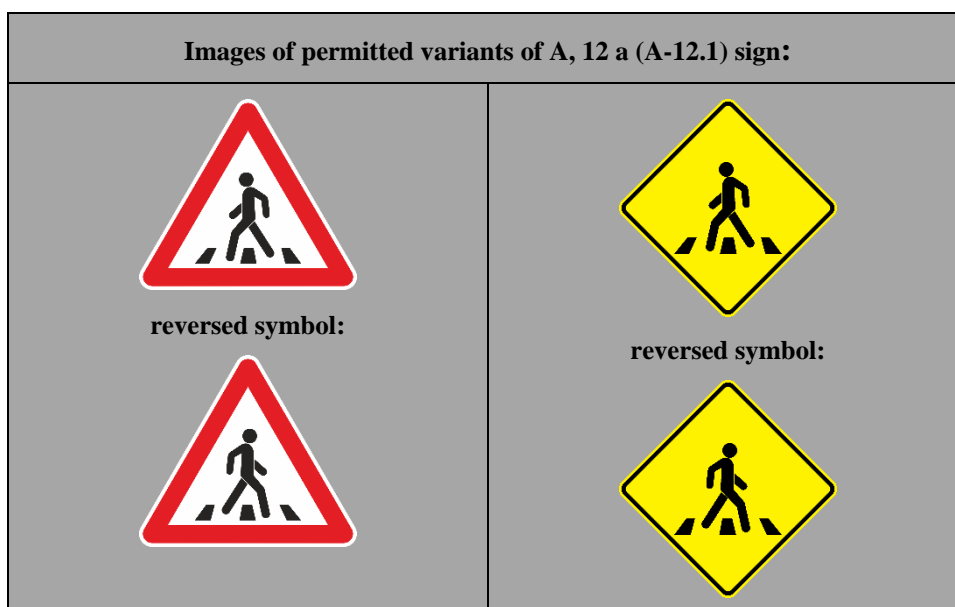 Images of permitted variants of A, 12 a (A-12.1) sign:
reversed symbol:
reversed symbol: